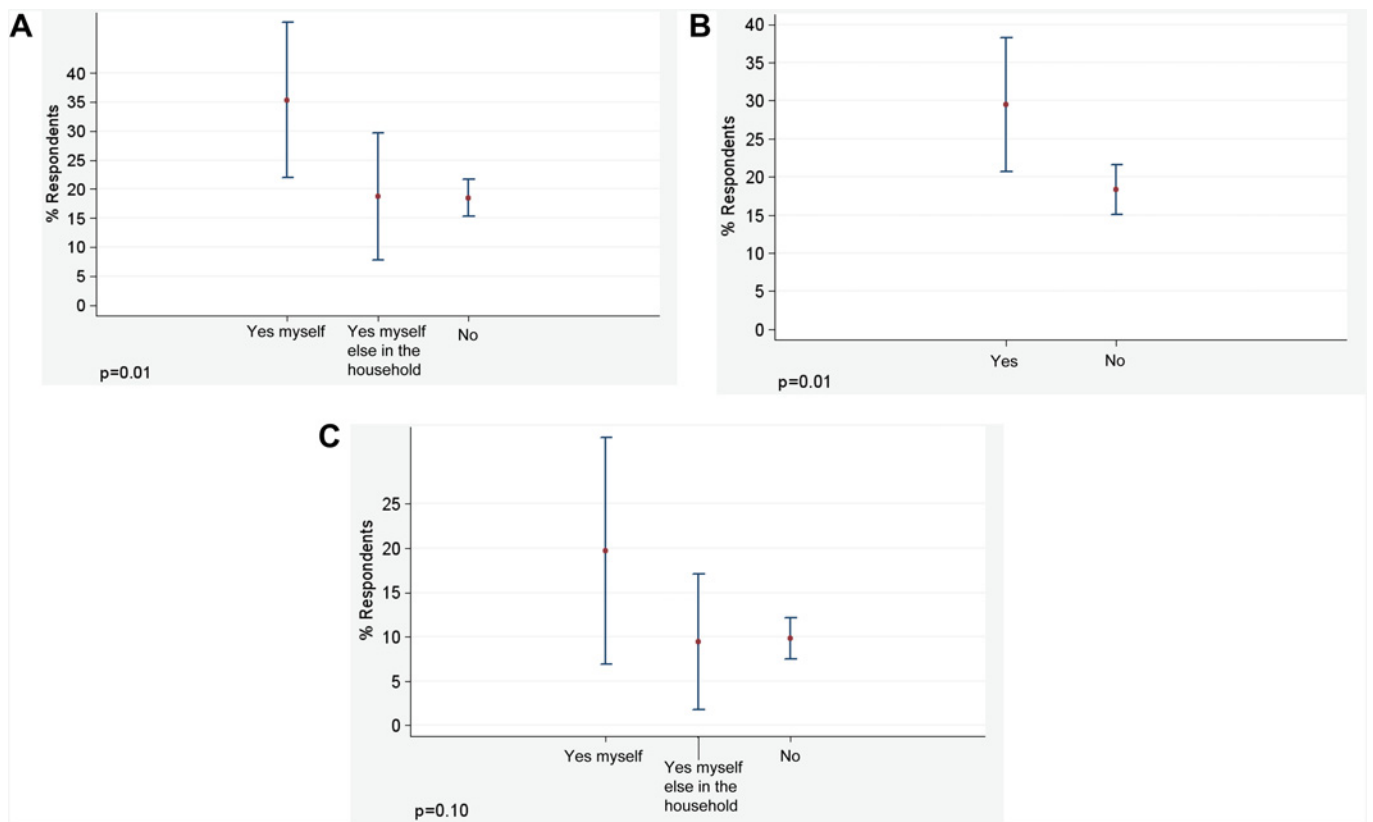 A
% Respondents
40
35
30
25
20
15
10
5
0
Yes myself
Yes myself
else in the
household
No
p=0.01
B
% Respondents
40
35
30
25
20
15
10
5
0
Yes
No
p=0.01
C
% Respondents
25
20
15
10
5
0
Yes myself
Yes myself
else in the
household
No
p=0.10